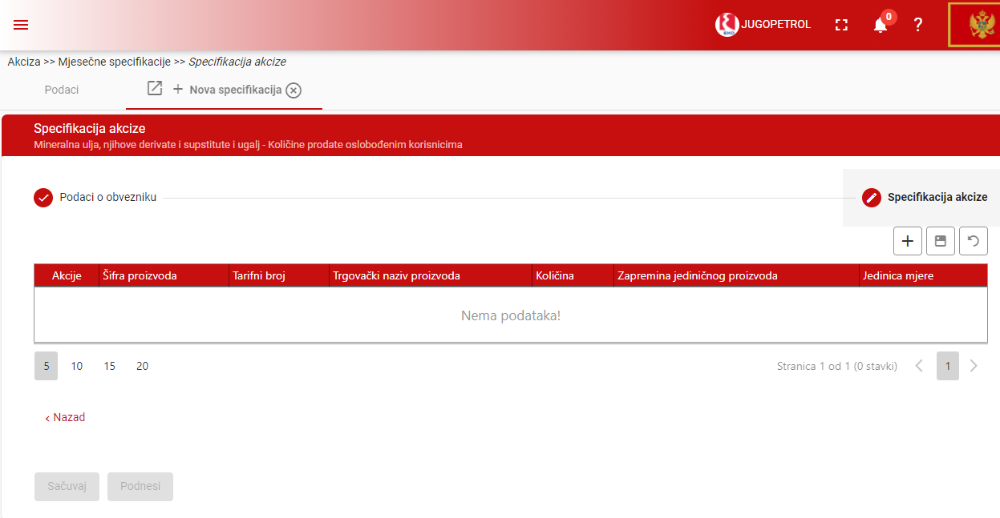 EKO JUGOPETROL 0 ?
Akciza >> Mjesečne specifikacije >> Specifikacija akcize
Podaci + Nova specifikacija
Specifikacija akcize
Mineralna ulja, njihove derivate i supstitute i ugalj - Količine prodate oslobođenim korisnicima
Podaci o obvezniku Specifikacija akcize
Akcije Šifra proizvoda Tarifni broj Trgovački naziv proizvoda Količina Zapremina jediničnog proizvoda Jedinica mjere
Nema podataka!
5 10 15 20 Stranica 1 od 1 (0 stavki) 1
< Nazad
Sačuvaj Podnesi